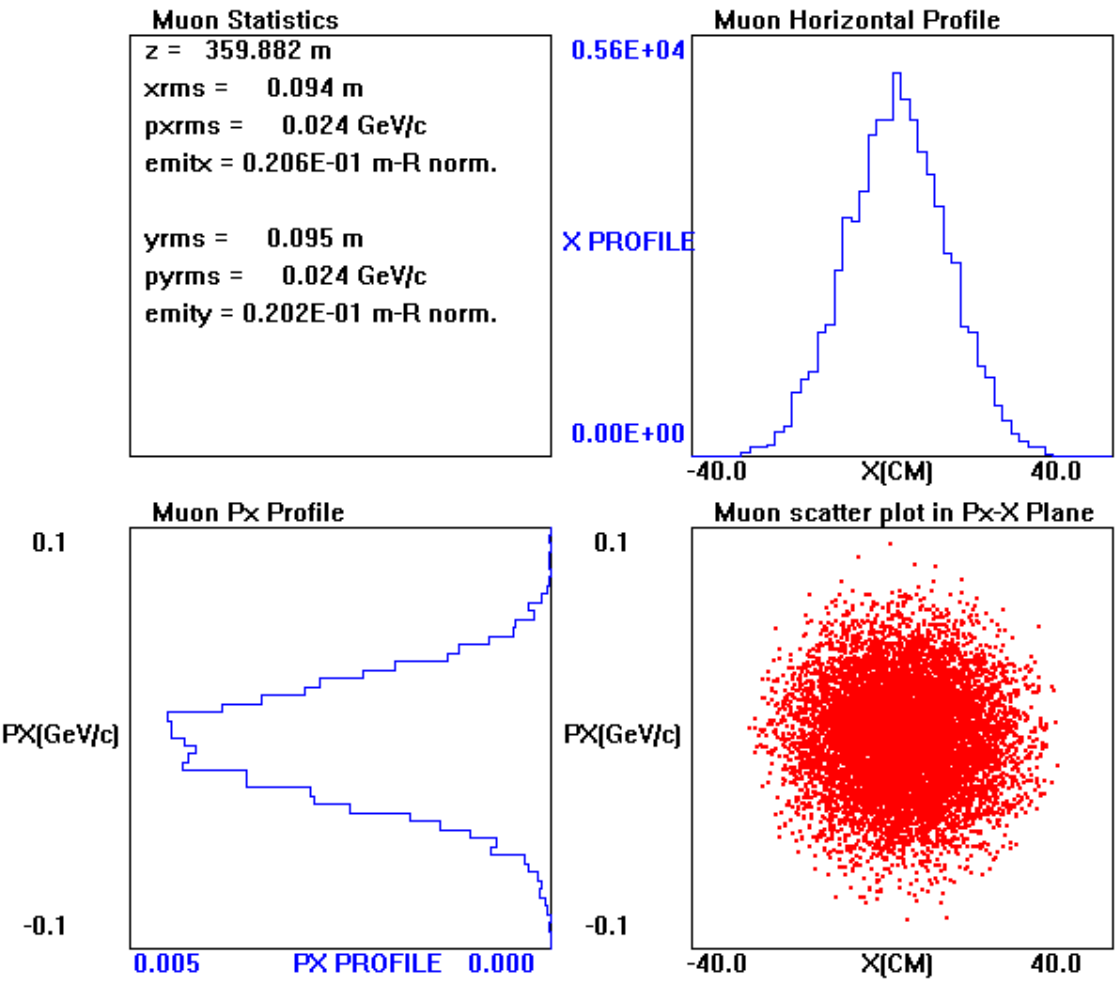 Muon Statistics
z = 359.882 m
xrms = 0.094 m
pxrms = 0.024 GeV/c
emitx = 0.206E-01 m-R norm.
yrms = 0.095 m
pyrms = 0.024 GeV/c
emity = 0.202E-01 m-R norm.
Muon Horizontal Profile
0.56E+04
X PROFILE
0.00E+00
-40.0 X(CM) 40.0
Muon Px Profile
0.1
PX(GeV/c)
-0.1
0.005 PX PROFILE 0.000
Muon scatter plot in Px-X Plane
0.1
PX(GeV/c)
-0.1
-40.0 X(CM) 40.0